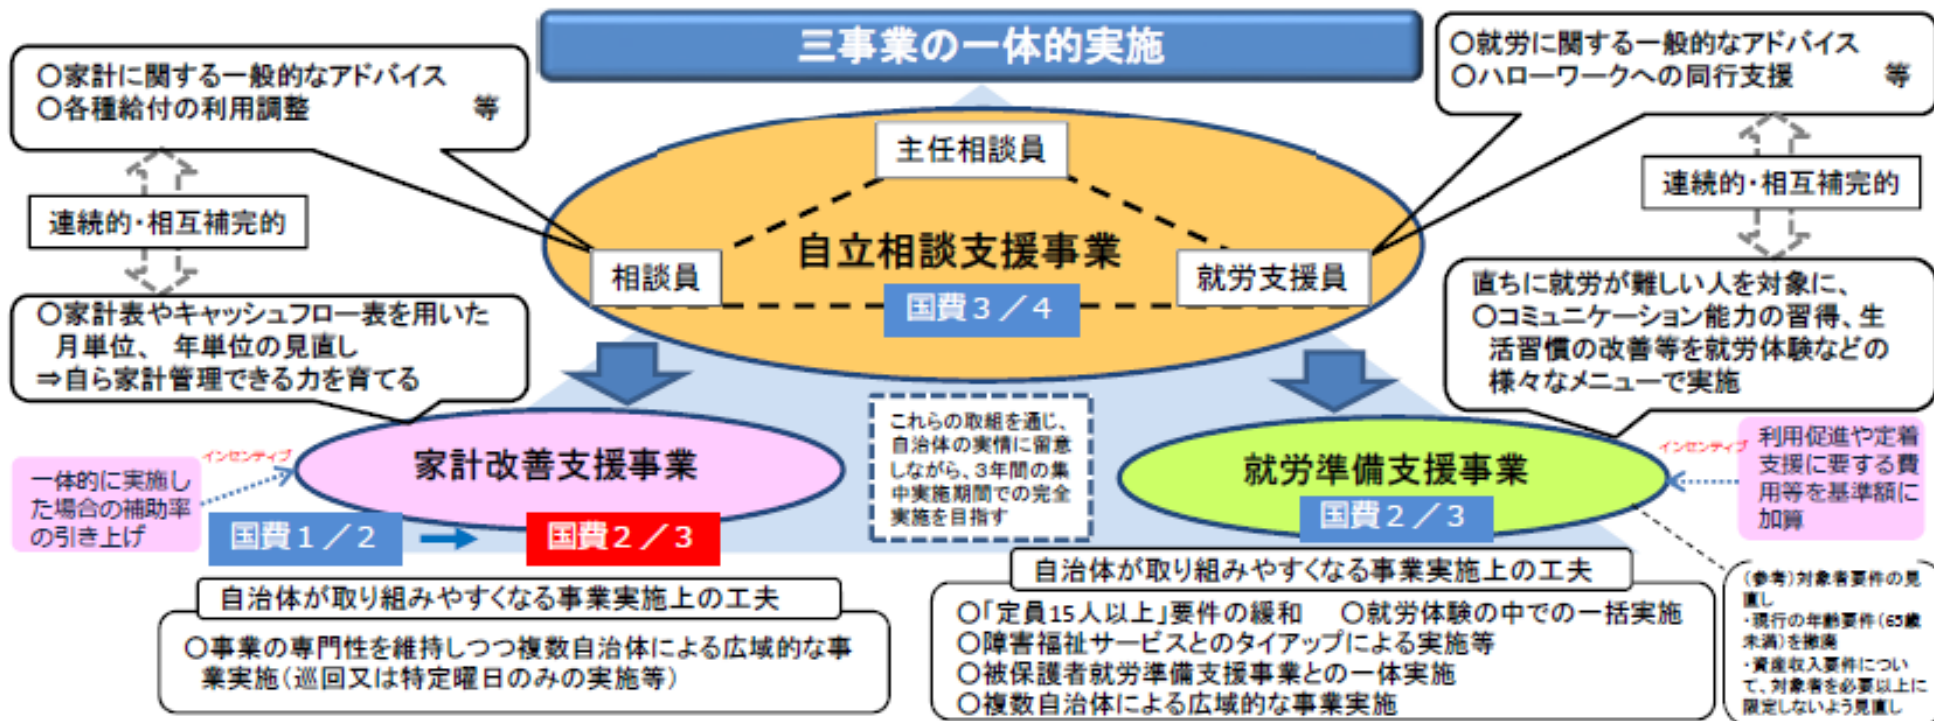 三事業の一体的実施
○家計に関する一般的なアドバイス
○各種給付の利用調整　　　　　　　等
連続的・相互補完的
○家計表やキャッシュフロー表を用いた
月単位、 年単位の見直し
⇒自ら家計管理できる力を育てる
○就労に関する一般的なアドバイス
○ハローワークへの同行支援　　　　等
連続的・相互補完的
直ちに就労が難しい人を対象に、
○コミュニケーション能力の習得、生
活習慣の改善等を就労体験などの
様々なメニューで実施
主任相談員
自立相談支援事業
相談員
就労支援員
国費３／４
これらの取組を通じ、
自治体の実情に留意
しながら、３年間の集
中実施期間での完全
実施を目指す
家計改善支援事業
インセンティブ
一体的に実施し
た場合の補助率
の引き上げ
国費１／２
国費２／３
就労準備支援事業
国費２／３
インセンティブ
利用促進や定着
支援に要する費
用等を基準額に
加算
自治体が取り組みやすくなる事業実施上の工夫
○事業の専門性を維持しつつ複数自治体による広域的な事
業実施(巡回又は特定曜日のみの実施等)
自治体が取り組みやすくなる事業実施上の工夫
○「定員15人以上」要件の緩和　○就労体験の中での一括実施
○障害福祉サービスとのタイアップによる実施等
○被保護者就労準備支援事業との一体実施
○複数自治体による広域的な事業実施
(参考)対象者要件の見
直し
・現行の年齢要件(65歳
未満)を撤廃
・資産収入要件につい
て、対象者を必要以上に
限定しないよう見直し